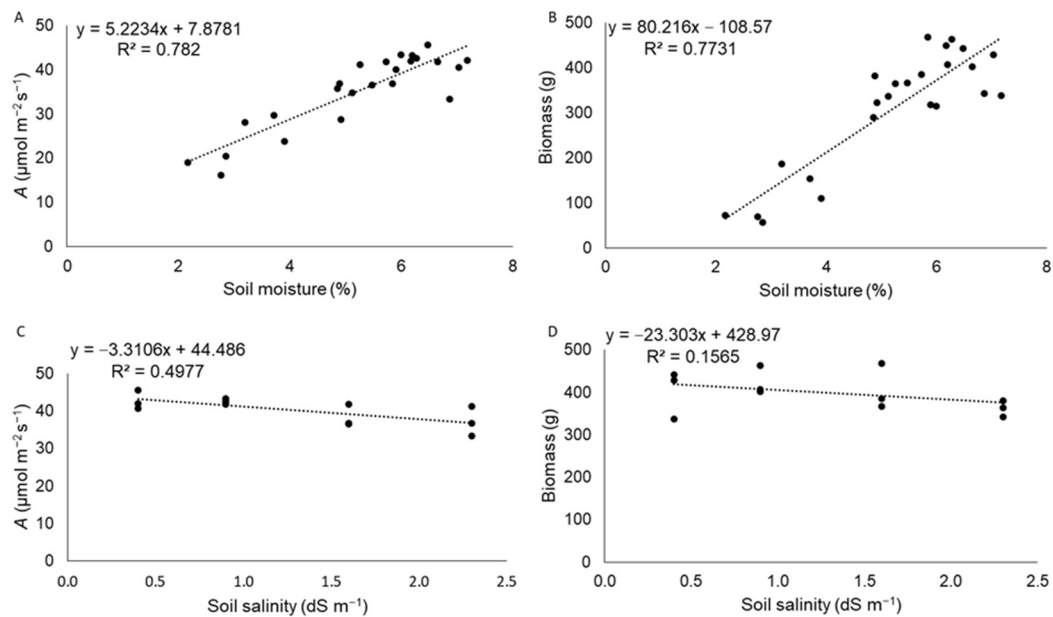 A
y = 5.2234x + 7.8781
R² = 0.782
50
40
30
20
10
0
A (µmol m⁻² s⁻¹)
0 2 4 6 8
Soil moisture (%)
B
y = 80.216x − 108.57
R² = 0.7731
500
400
300
200
100
0
Biomass (g)
0 2 4 6 8
Soil moisture (%)
C
y = −3.3106x + 44.486
R² = 0.4977
50
40
30
20
10
0
A (µmol m⁻² s⁻¹)
0.0 0.5 1.0 1.5 2.0 2.5
Soil salinity (dS m⁻¹)
D
y = −23.303x + 428.97
R² = 0.1565
500
400
300
200
100
0
Biomass (g)
0.0 0.5 1.0 1.5 2.0 2.5
Soil salinity (dS m⁻¹)